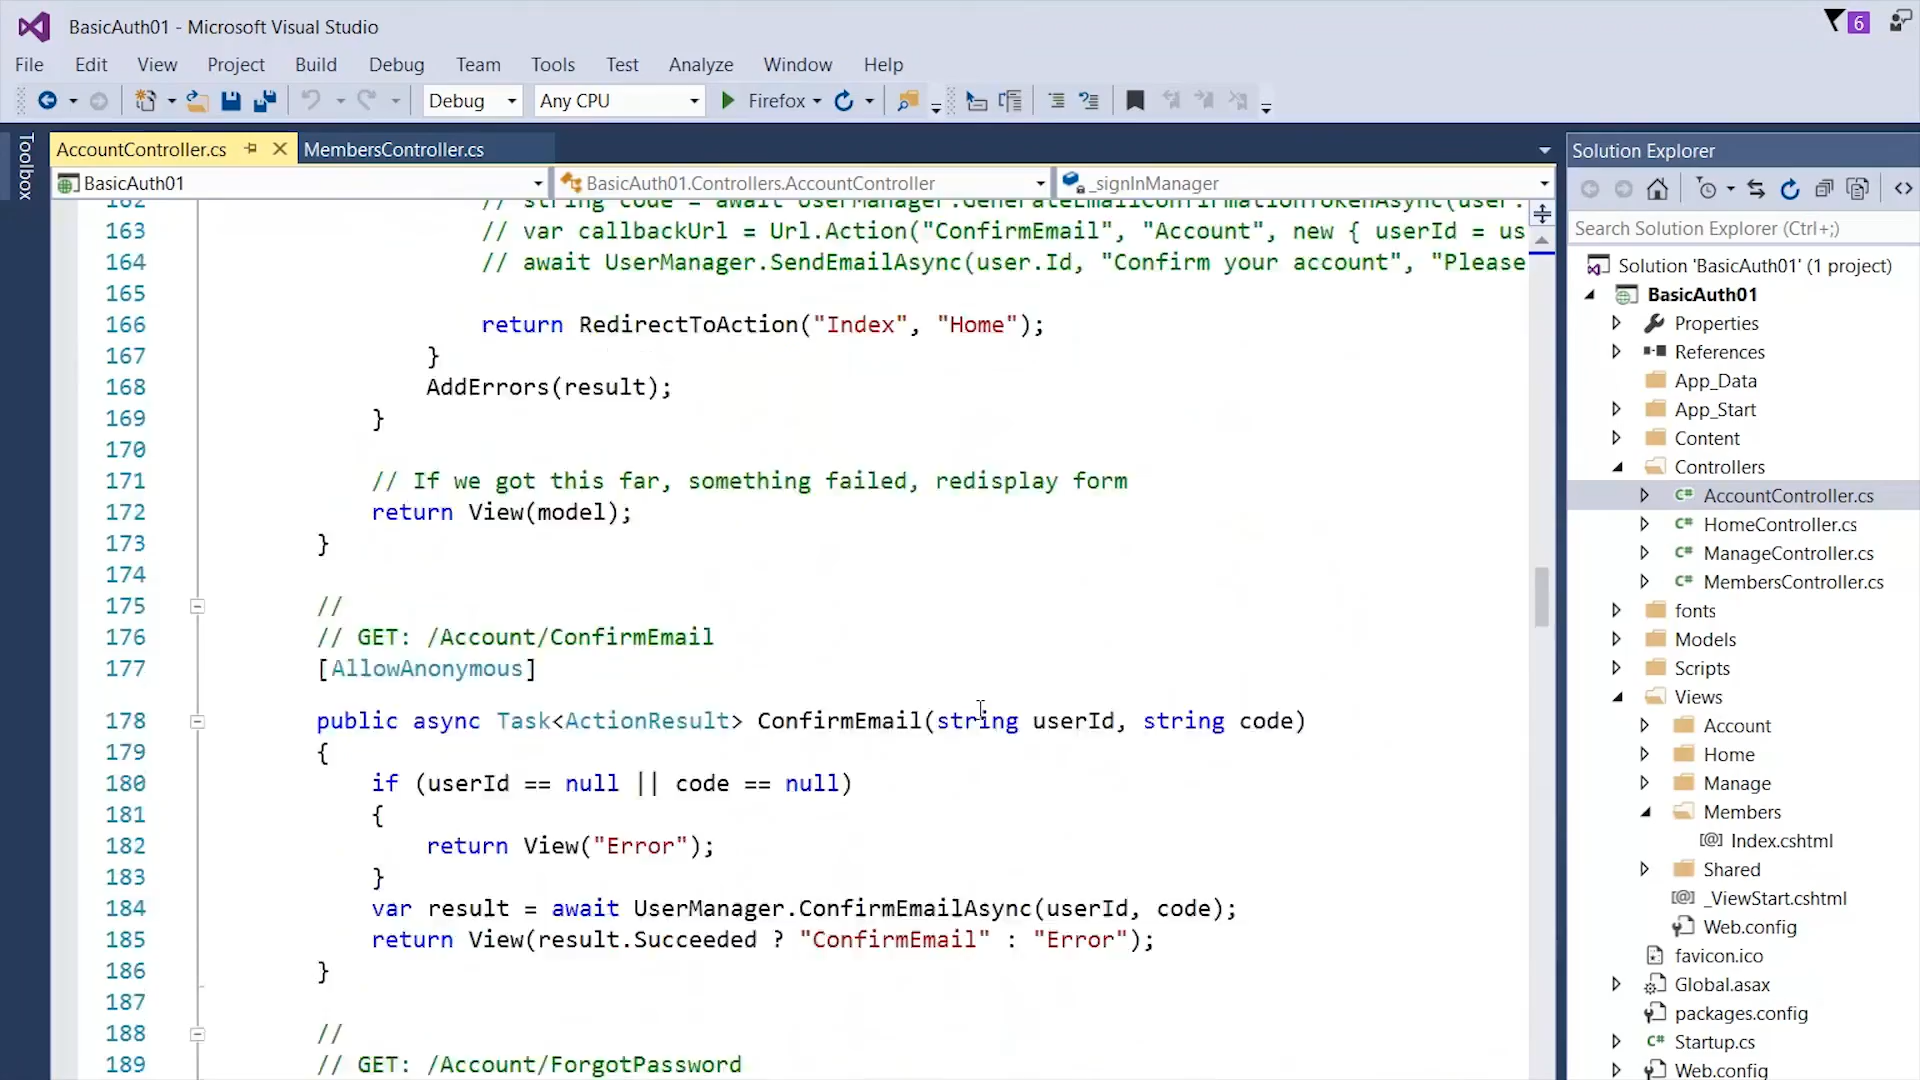 BasicAuth01 - Microsoft Visual Studio
6
File Edit View Project Build Debug Team Tools Test Analyze Window Help
Debug Any CPU Firefox
Toolbox
AccountController.cs MembersController.cs
BasicAuth01 BasicAuth01.Controllers.AccountController _signInManager
162 // string code = await UserManager.GenerateEmailConfirmationTokenAsync(user.
163 // var callbackUrl = Url.Action("ConfirmEmail", "Account", new { userId = us
164 // await UserManager.SendEmailAsync(user.Id, "Confirm your account", "Please
165
166 return RedirectToAction("Index", "Home");
167 }
168 AddErrors(result);
169 }
170
171 // If we got this far, something failed, redisplay form
172 return View(model);
173 }
174
175 //
176 // GET: /Account/ConfirmEmail
177 [AllowAnonymous]
178 public async Task<ActionResult> ConfirmEmail(string userId, string code)
179 {
180 if (userId == null || code == null)
181 {
182 return View("Error");
183 }
184 var result = await UserManager.ConfirmEmailAsync(userId, code);
185 return View(result.Succeeded ? "ConfirmEmail" : "Error");
186 }
187
188 //
189 // GET: /Account/ForgotPassword
Solution Explorer
Search Solution Explorer (Ctrl+;)
Solution 'BasicAuth01' (1 project)
BasicAuth01
Properties
References
App_Data
App_Start
Content
Controllers
C# AccountController.cs
C# HomeController.cs
C# ManageController.cs
C# MembersController.cs
fonts
Models
Scripts
Views
Account
Home
Manage
Members
[@] Index.cshtml
Shared
[@] _ViewStart.cshtml
Web.config
favicon.ico
Global.asax
packages.config
C# Startup.cs
Web.config